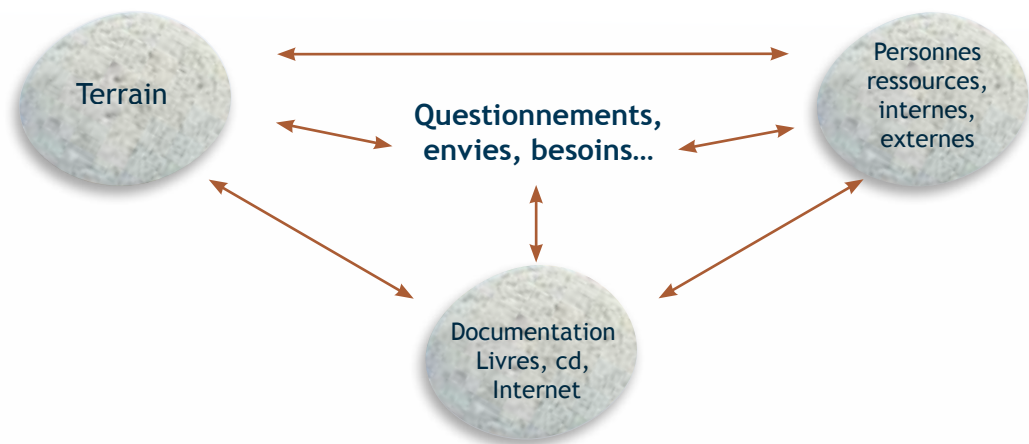 Terrain
Questionnements,
envies, besoins…
Personnes
ressources,
internes,
externes
Documentation
Livres, cd,
Internet